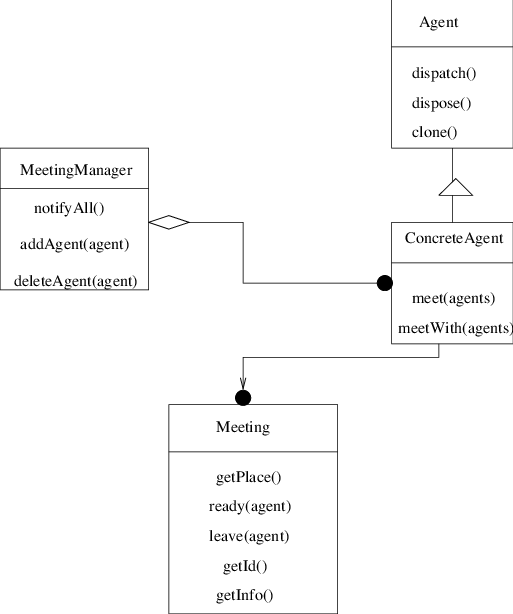 Agent
dispatch()
dispose()
clone()
MeetingManager
notifyAll()
addAgent(agent)
deleteAgent(agent)
ConcreteAgent
meet(agents)
meetWith(agents)
Meeting
getPlace()
ready(agent)
leave(agent)
getId()
getInfo()